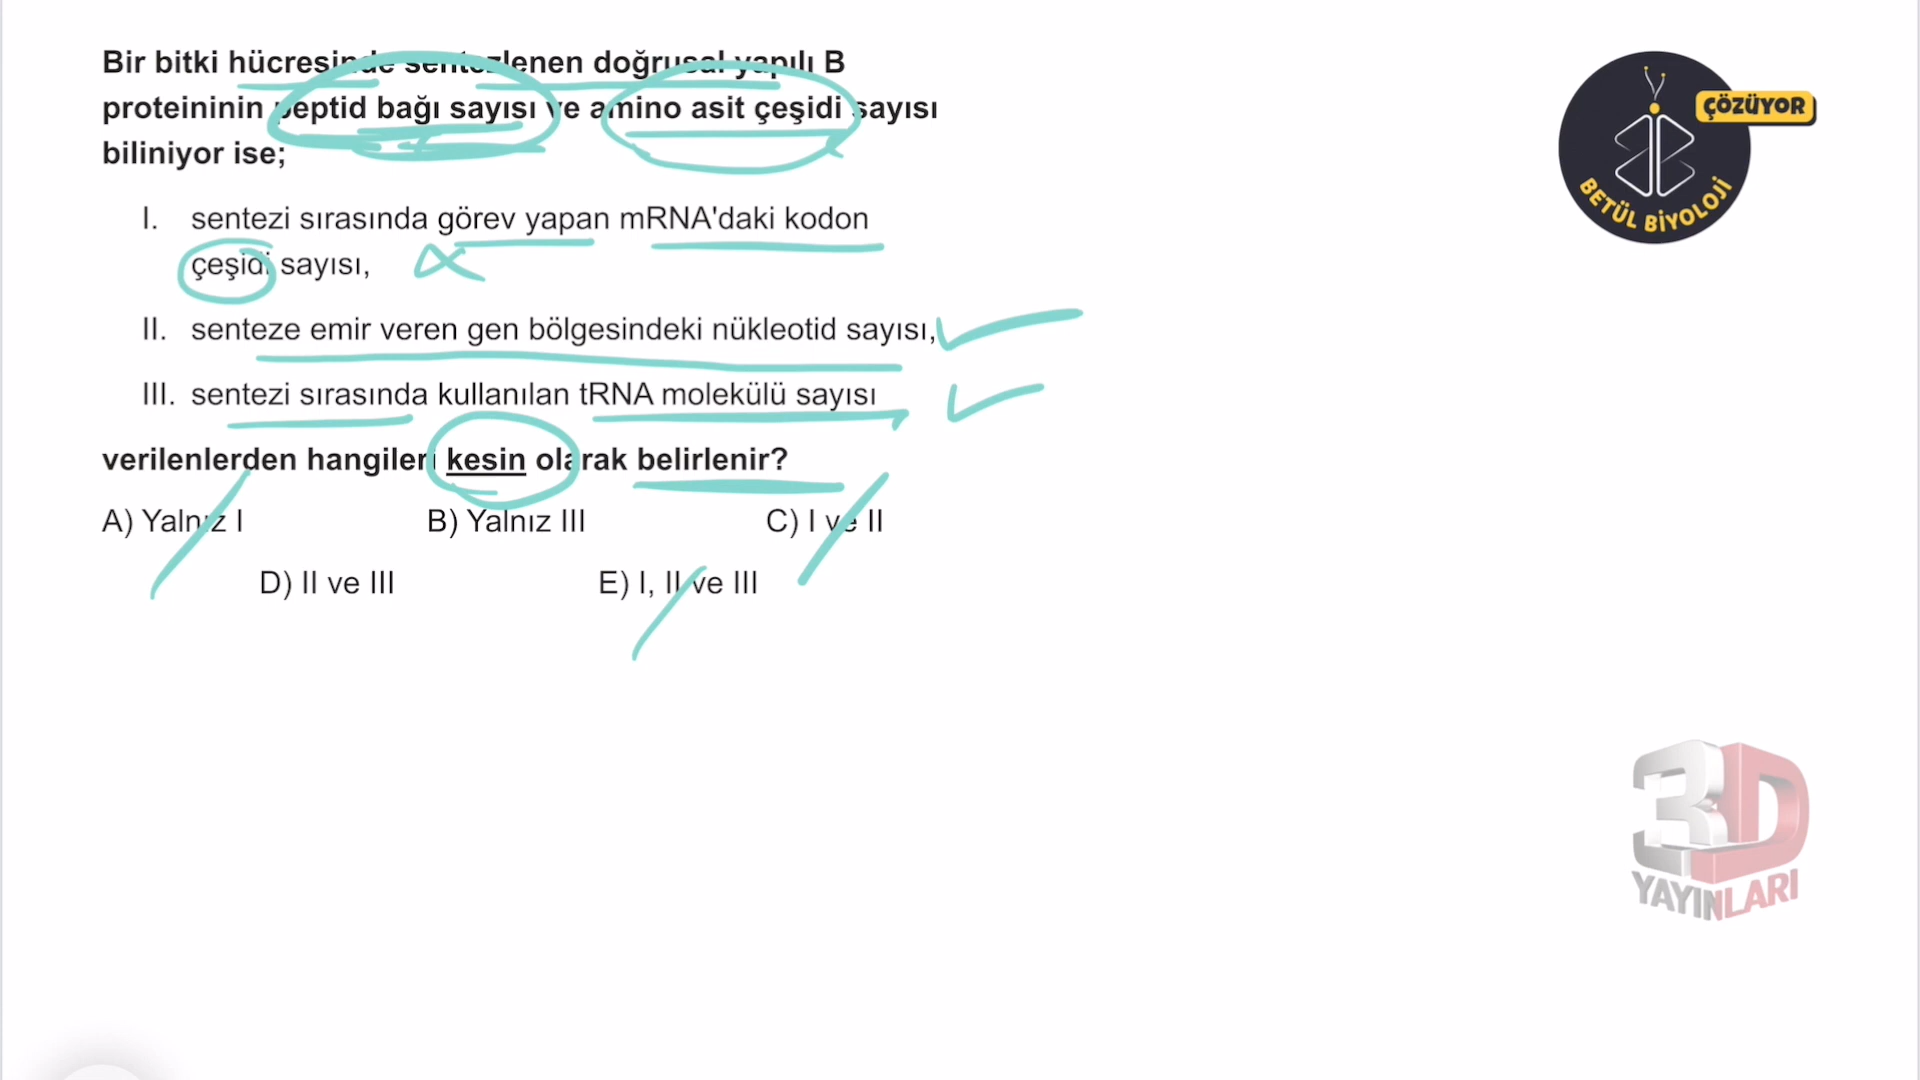 Bir bitki hücresinde sentezlenen doğrusal yapılı B
proteininin peptid bağı sayısı ve amino asit çeşidi sayısı
biliniyor ise;
I. sentezi sırasında görev yapan mRNA'daki kodon
çeşidi sayısı,
II. senteze emir veren gen bölgesindeki nükleotid sayısı,
III. sentezi sırasında kullanılan tRNA molekülü sayısı
verilenlerden hangileri kesin olarak belirlenir?
A) Yalnız I B) Yalnız III C) I ve II
D) II ve III E) I, II ve III
ÇÖZÜYOR
BETÜL BİYOLOJİ
3D
YAYINLARI